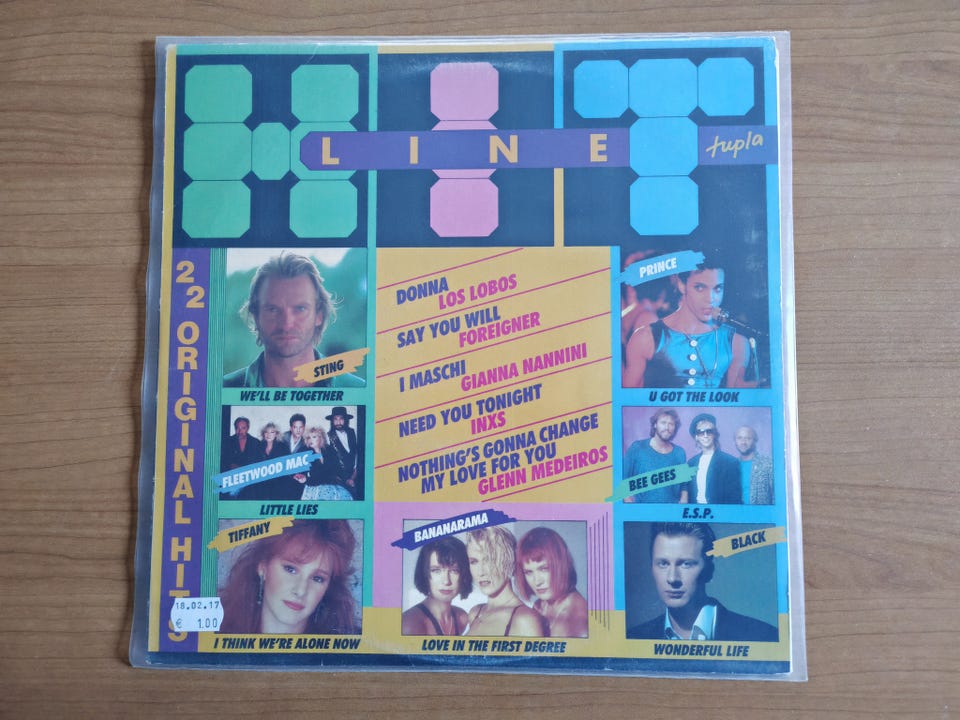 HIT
LINE
tupla
22 ORIGINAL HITS
STING
WE'LL BE TOGETHER
FLEETWOOD MAC
LITTLE LIES
TIFFANY
I THINK WE'RE ALONE NOW
18.02.17
€ 1.00
DONNA
LOS LOBOS
SAY YOU WILL
FOREIGNER
I MASCHI
GIANNA NANNINI
NEED YOU TONIGHT
INXS
NOTHING'S GONNA CHANGE
MY LOVE FOR YOU
GLENN MEDEIROS
BANANARAMA
LOVE IN THE FIRST DEGREE
PRINCE
U GOT THE LOOK
BEE GEES
E.S.P.
BLACK
WONDERFUL LIFE